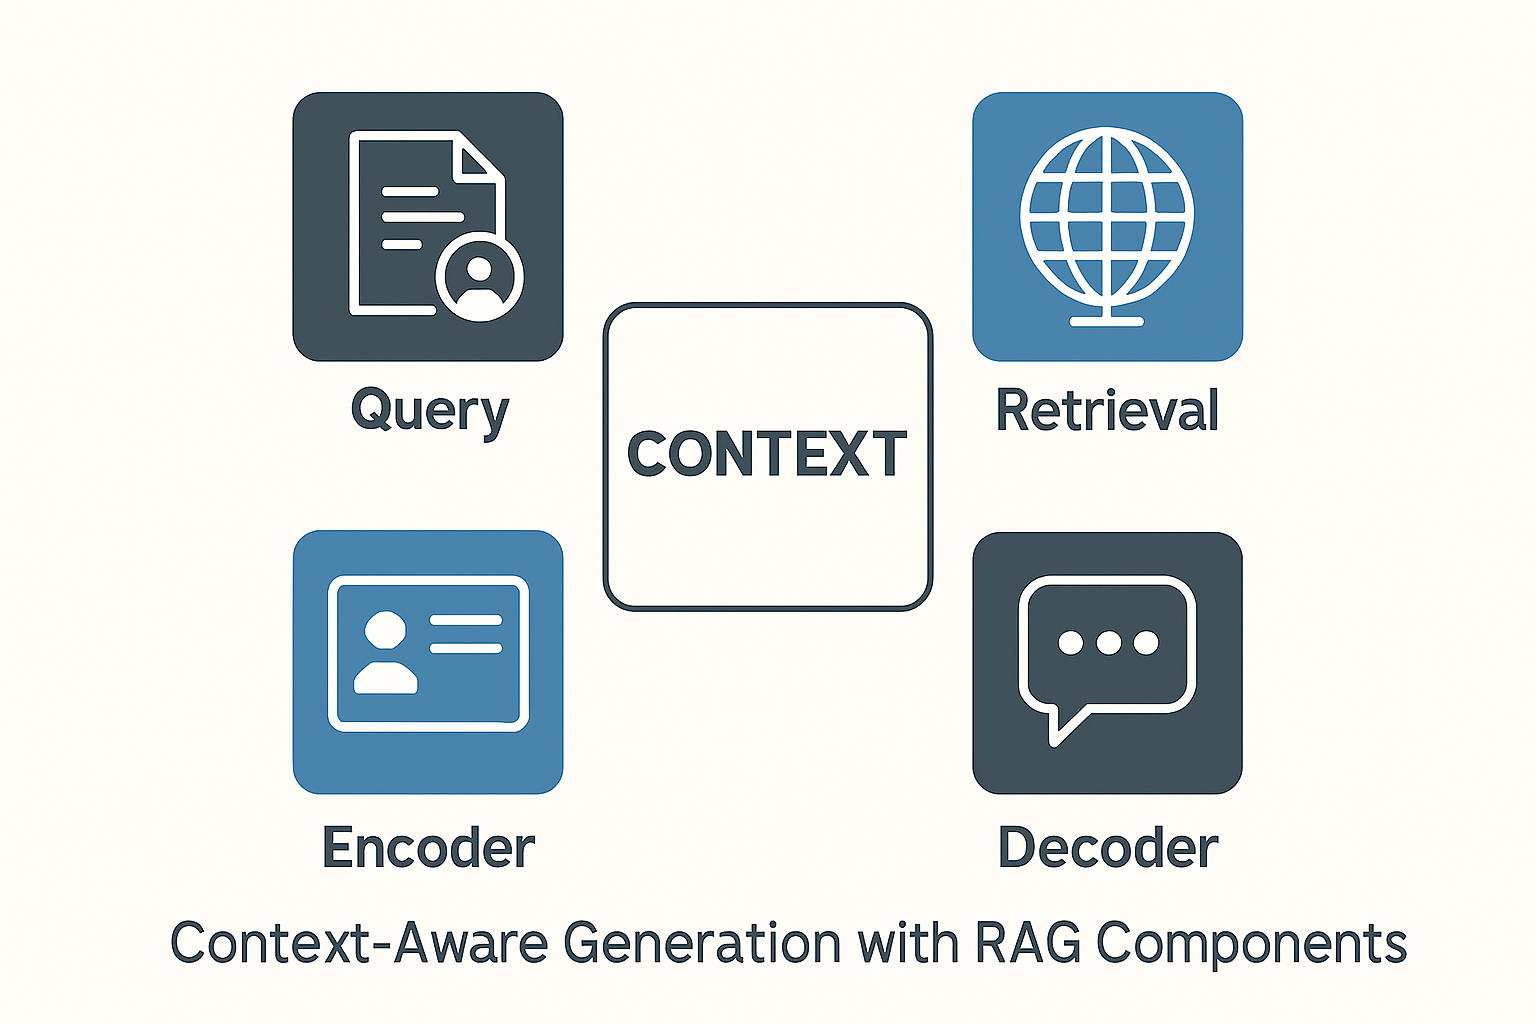 Query
Retrieval
CONTEXT
Encoder
Decoder
Context-Aware Generation with RAG Components